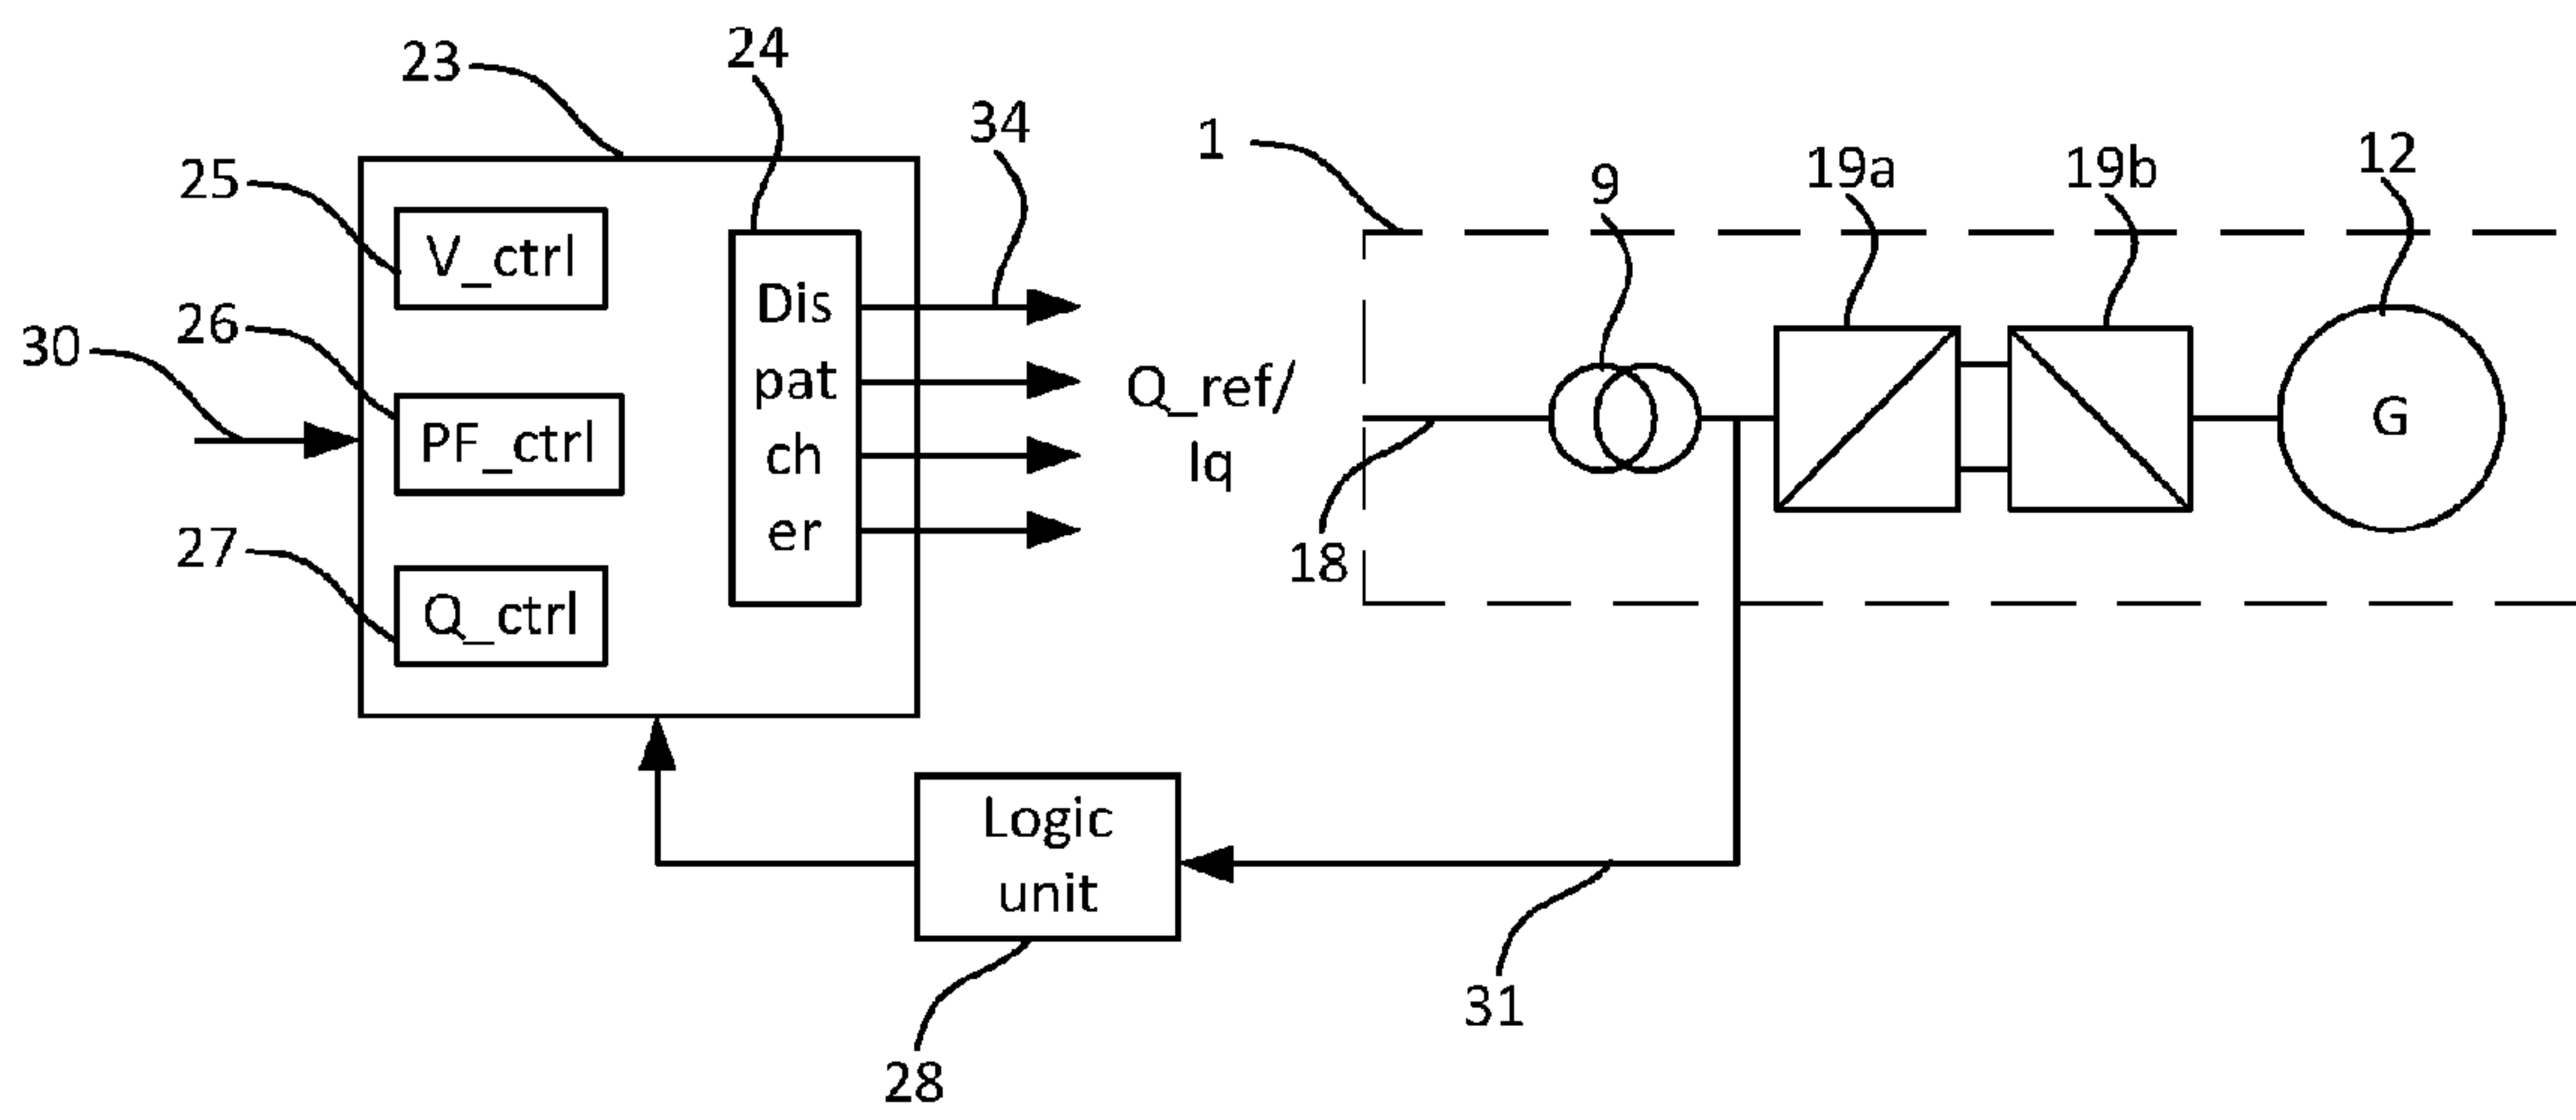 23
24
34
1
9
19a
19b
12
25
V_ctrl
26
30
PF_ctrl
27
Q_ctrl
Dis
pat
ch
er
Q_ref/
Iq
18
G
Logic
unit
31
28